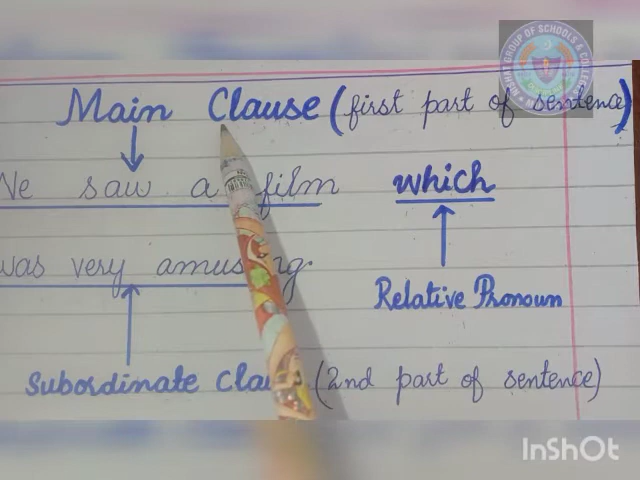 Main Clause (first part of sentence)
We saw a film which
was very amusing.
Relative Pronoun
Subordinate Clause (2nd part of sentence)
InShOt